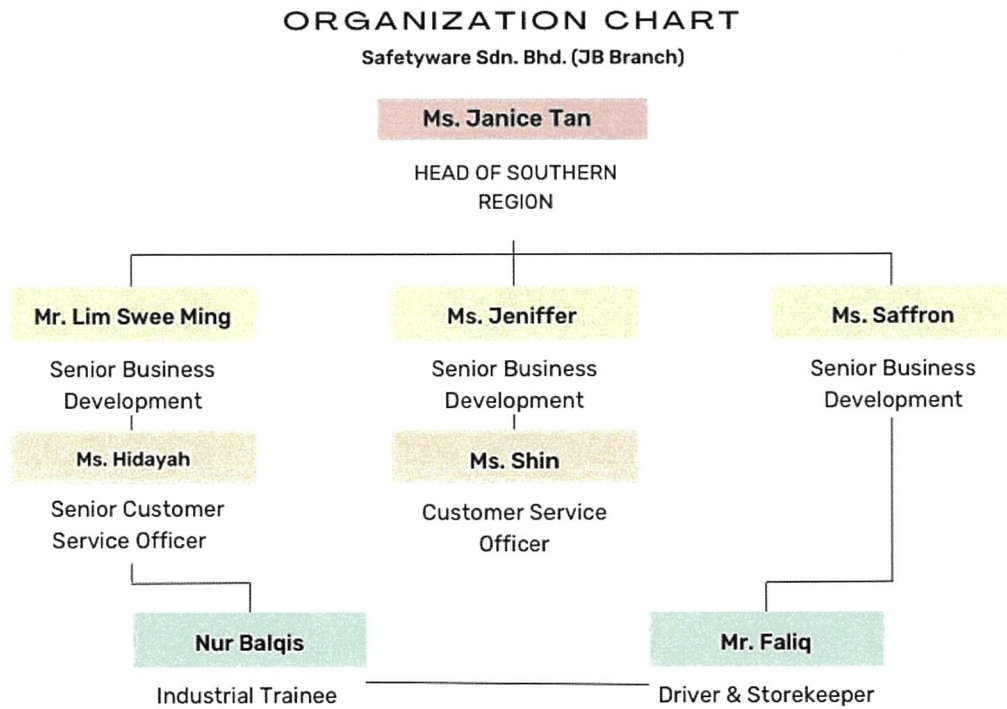 ORGANIZATION CHART
Safetyware Sdn. Bhd. (JB Branch)
Ms. Janice Tan
HEAD OF SOUTHERN
REGION
Mr. Lim Swee Ming
Senior Business
Development
Ms. Jeniffer
Senior Business
Development
Ms. Saffron
Senior Business
Development
Ms. Hidayah
Senior Customer
Service Officer
Ms. Shin
Customer Service
Officer
Nur Balqis
Industrial Trainee
Mr. Faliq
Driver & Storekeeper